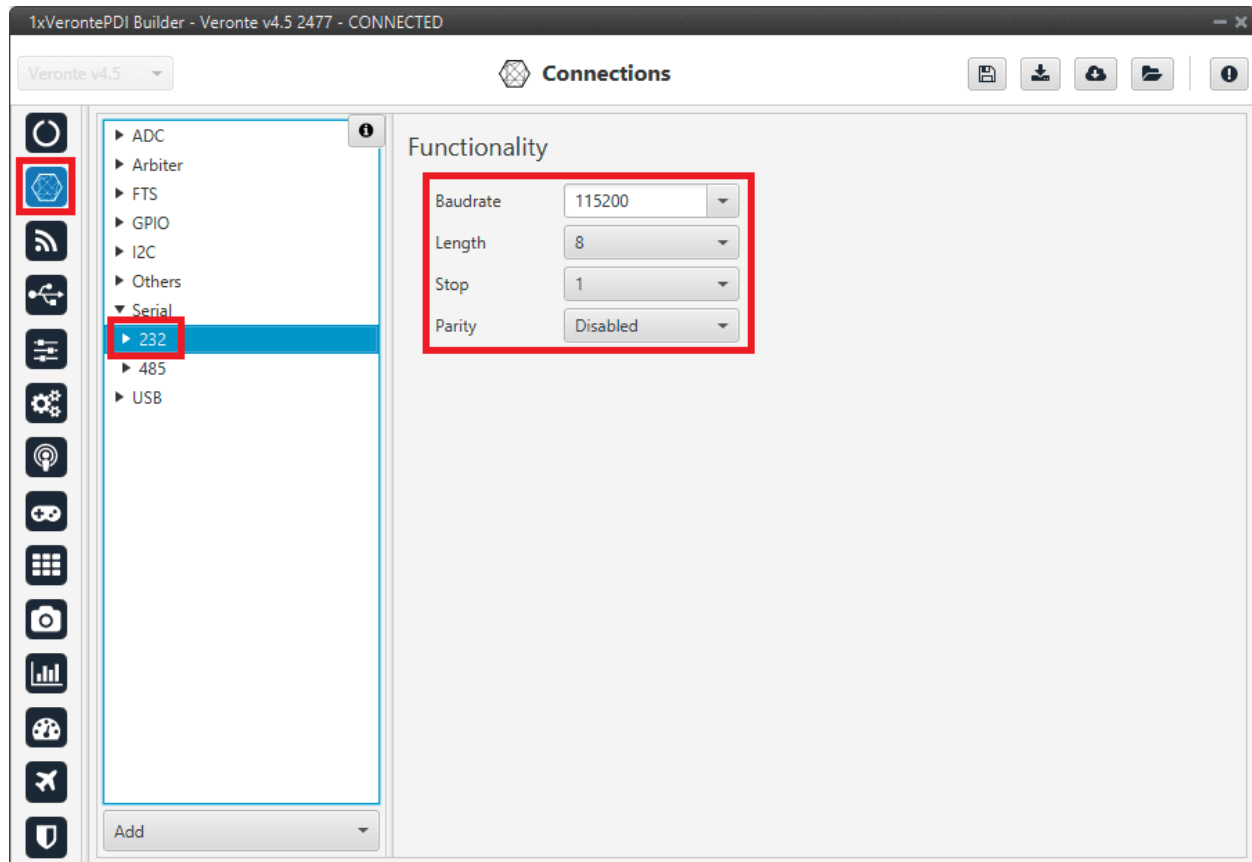 1xVerontePDI Builder - Veronte v4.5 2477 - CONNECTED
Veronte v4.5
Connections
ADC
Arbiter
FTS
GPIO
I2C
Others
Serial
232
485
USB
Add
Functionality
Baudrate 115200
Length 8
Stop 1
Parity Disabled